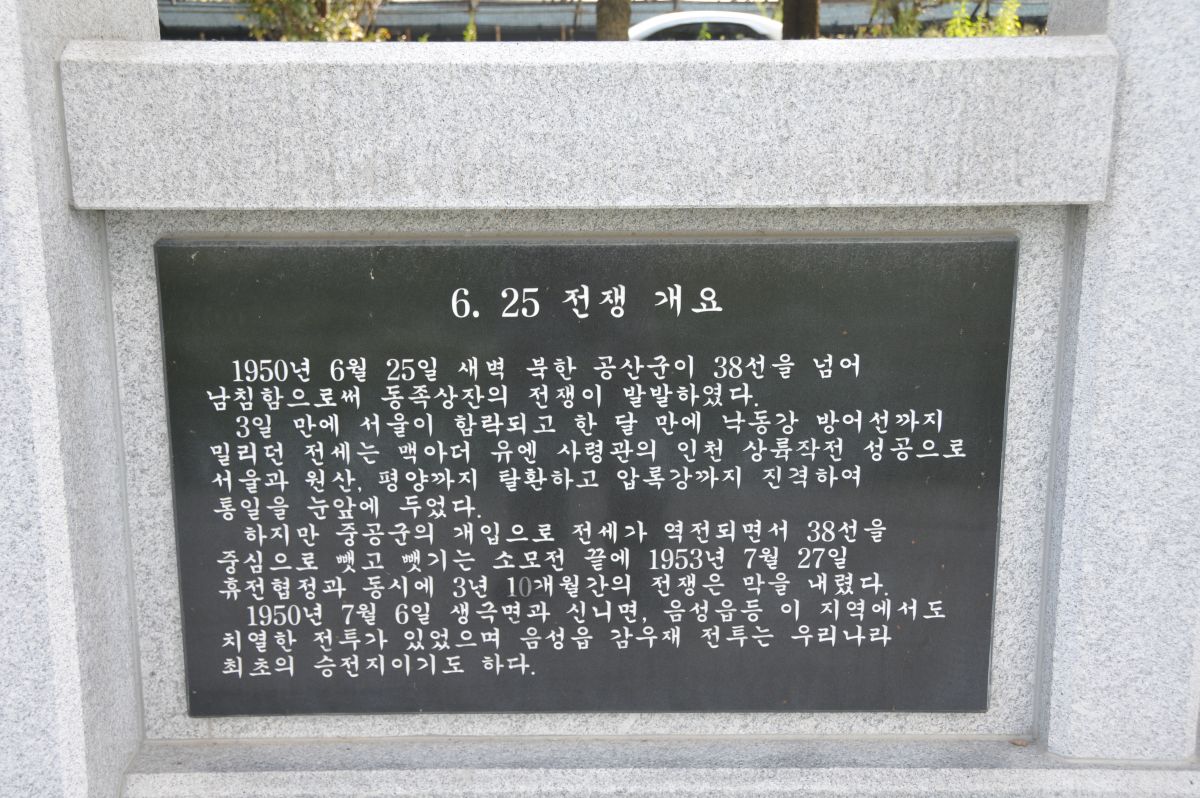 6. 25 전쟁 개요
1950년 6월 25일 새벽 북한 공산군이 38선을 넘어
남침함으로써 동족상잔의 전쟁이 발발하였다.
3일 만에 서울이 함락되고 한 달 만에 낙동강 방어선까지
밀리던 전세는 맥아더 유엔 사령관의 인천 상륙작전 성공으로
서울과 원산, 평양까지 탈환하고 압록강까지 진격하여
통일을 눈앞에 두었다.
하지만 중공군의 개입으로 전세가 역전되면서 38선을
중심으로 뺏고 뺏기는 소모전 끝에 1953년 7월 27일
휴전협정과 동시에 3년 10개월간의 전쟁은 막을 내렸다.
1950년 7월 6일 생극면과 신니면, 음성읍등 이 지역에서도
치열한 전투가 있었으며 음성읍 감우재 전투는 우리나라
최초의 승전지이기도 하다.